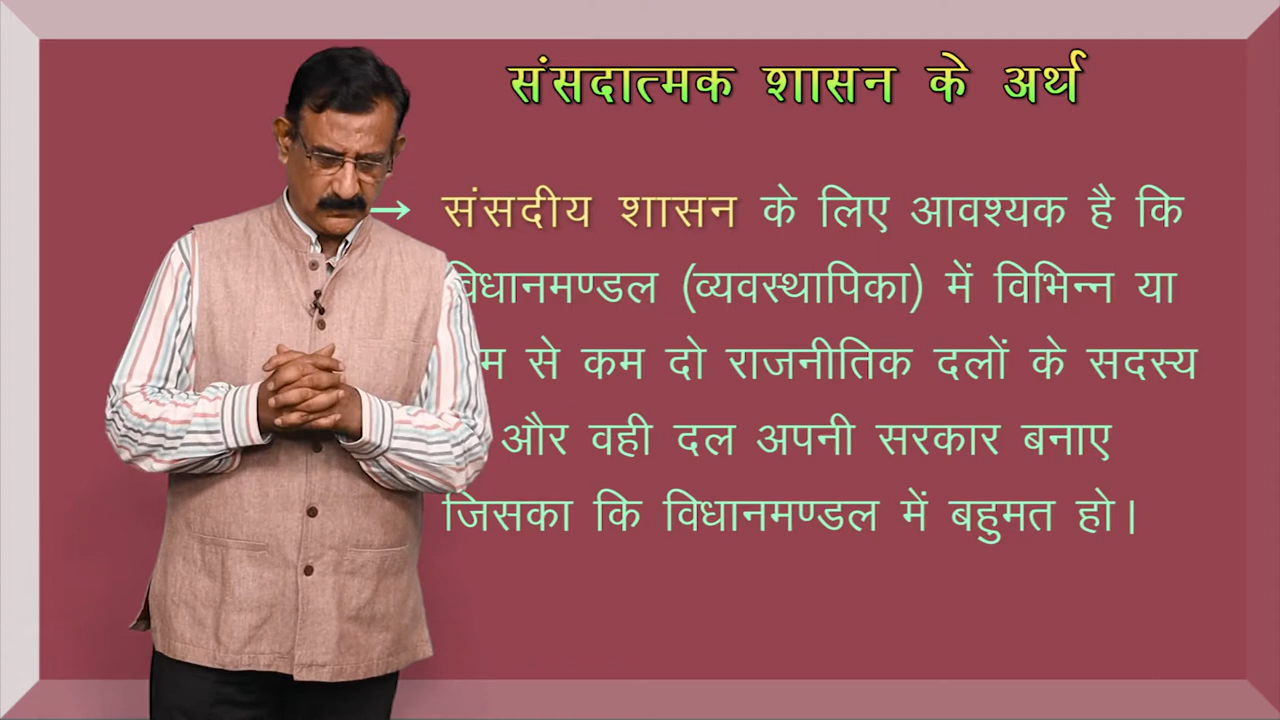 संसदात्मक शासन के अर्थ
→ संसदीय शासन के लिए आवश्यक है कि
विधानमण्डल (व्यवस्थापिका) में विभिन्न या
से कम दो राजनीतिक दलों के सदस्य
और वही दल अपनी सरकार बनाए
जिसका कि विधानमण्डल में बहुमत हो।